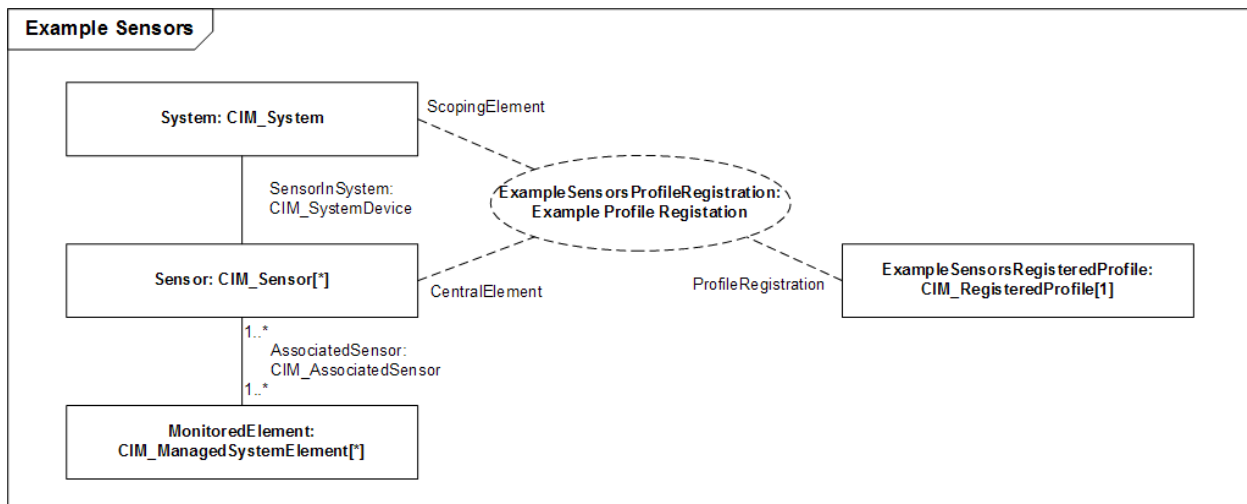 Example Sensors
System: CIM_System
ScopingElement
SensorInSystem:
CIM_SystemDevice
ExampleSensorsProfileRegistration:
Example Profile Registation
Sensor: CIM_Sensor[*]
CentralElement
ProfileRegistration
ExampleSensorsRegisteredProfile:
CIM_RegisteredProfile[1]
1..*
AssociatedSensor:
CIM_AssociatedSensor
1..*
MonitoredElement:
CIM_ManagedSystemElement[*]